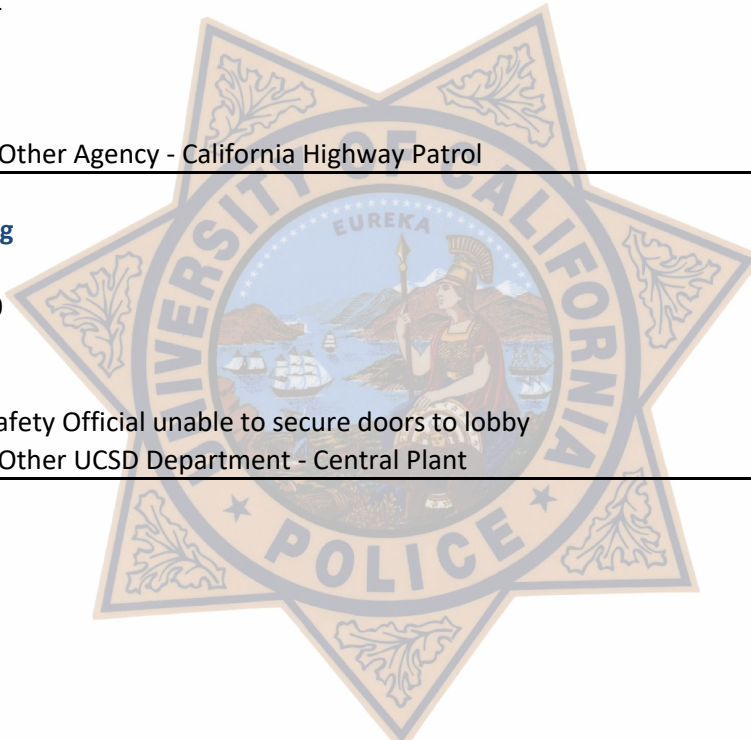 Other Agency - California Highway Patrol
g
afety Official unable to secure doors to lobby
Other UCSD Department - Central Plant
UNIVERSITY OF CALIFORNIA
EUREKA
POLICE